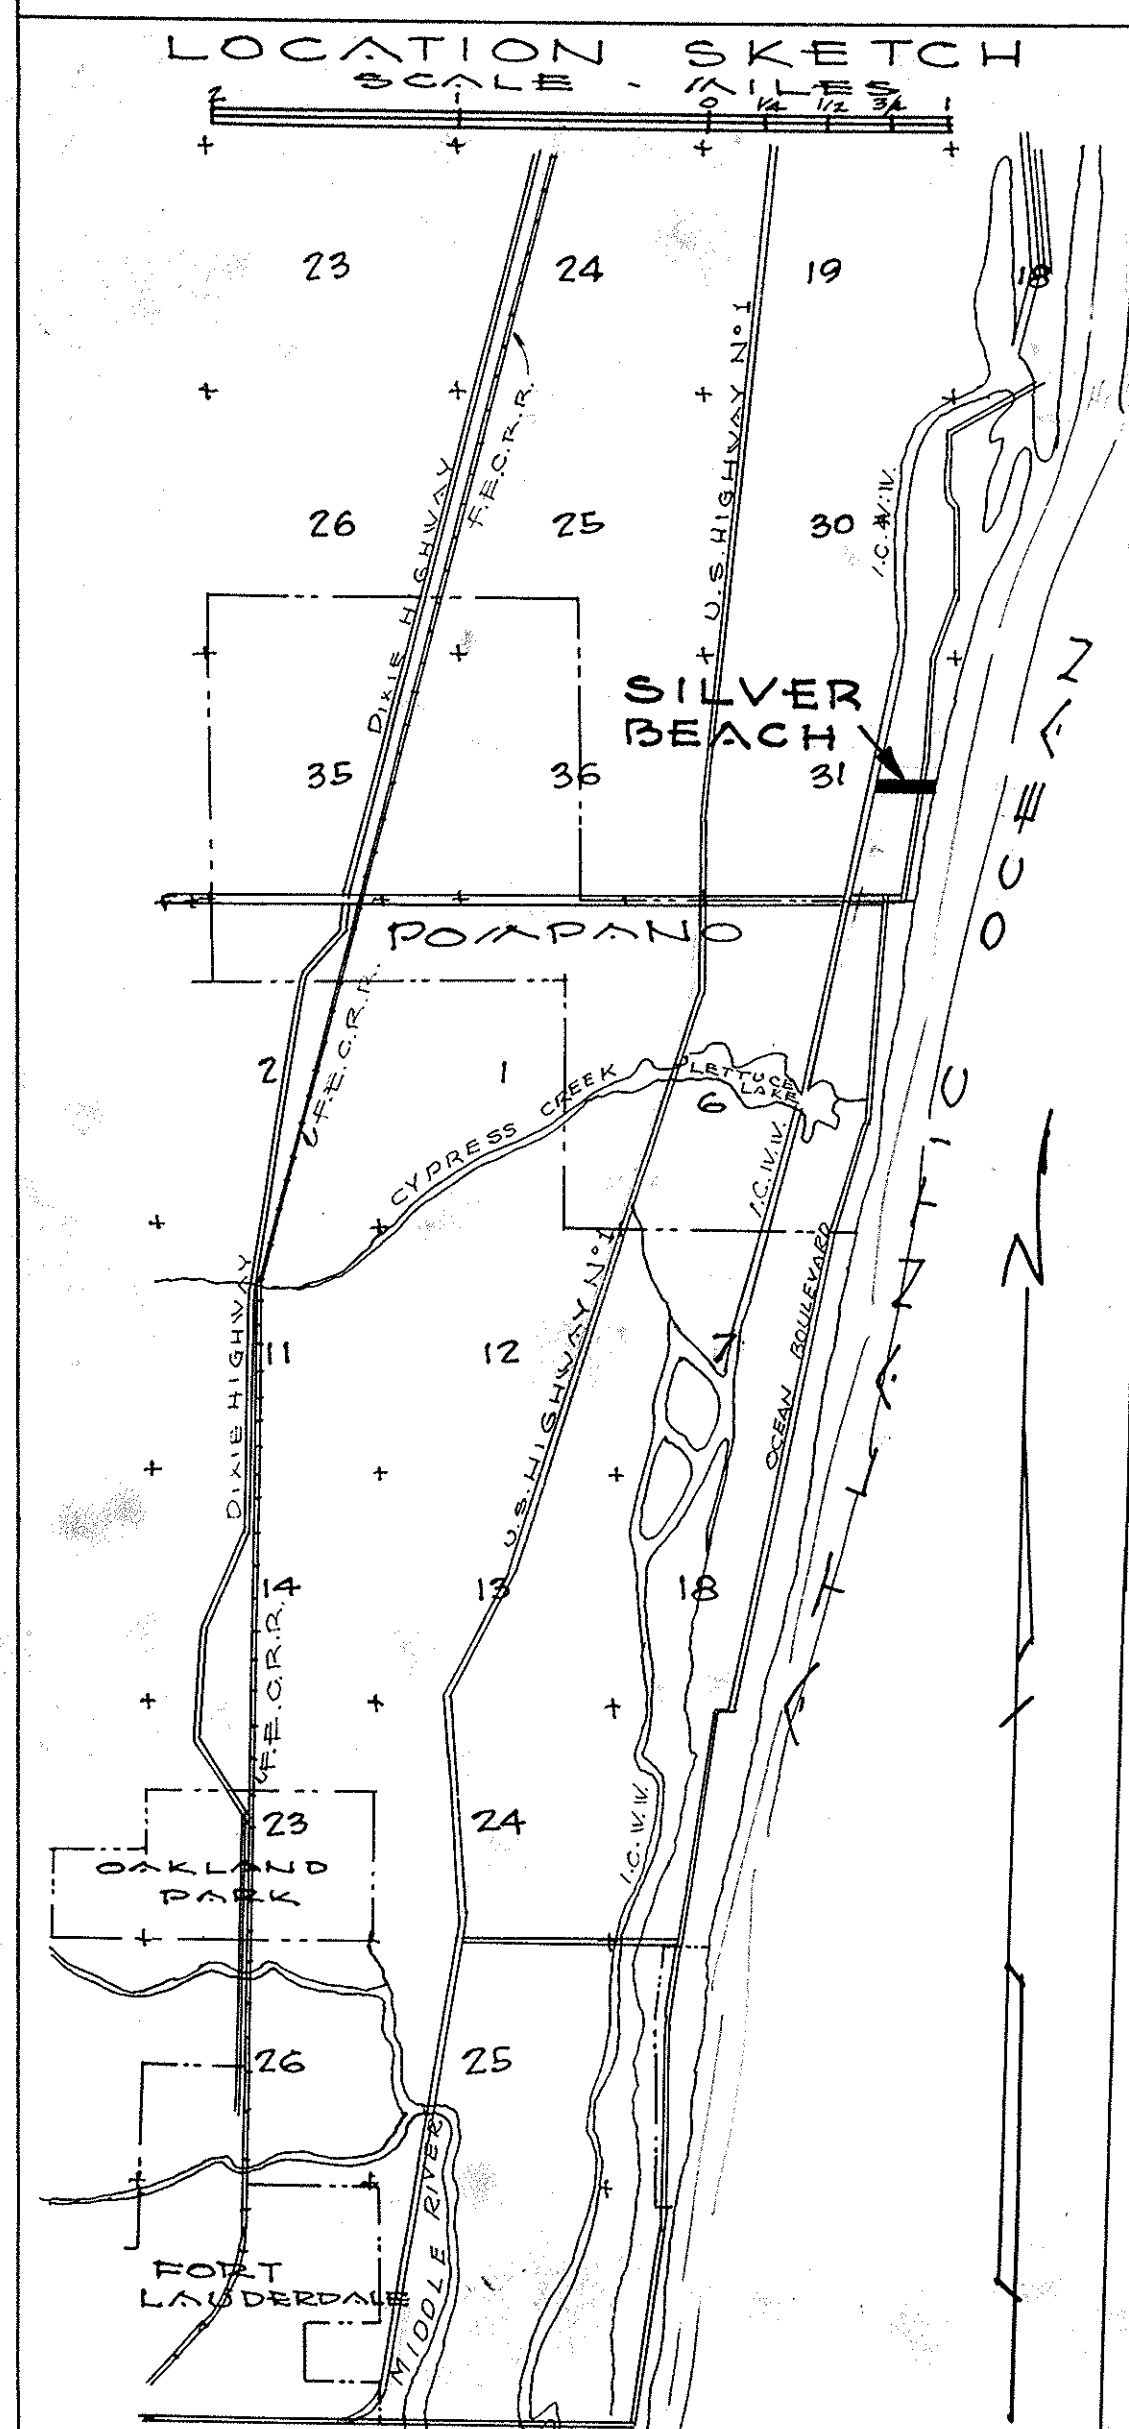 LOCATION SKETCH
SCALE - MILES
2 1 0 1/4 1/2 3/4 1
23 24 19 18
U.S. HIGHWAY Nº 1
F.E.C.R.R.
DIXIE HIGHWAY
26 25 30
I.C.W.W.
SILVER
BEACH
35 36 31
ATLANTIC OCEAN
POMPANO
F.E.C.R.R.
2 1 6
LETTUCE
LAKE
CYPRESS CREEK
I.C.W.W.
N
OCEAN BOULEVARD
U.S. HIGHWAY Nº 1
DIXIE HIGHWAY
11 12 7
14 13 18
F.E.C.R.R.
23 24
I.C.W.W.
OAKLAND
PARK
26 25
MIDDLE RIVER
FORT
LAUDERDALE